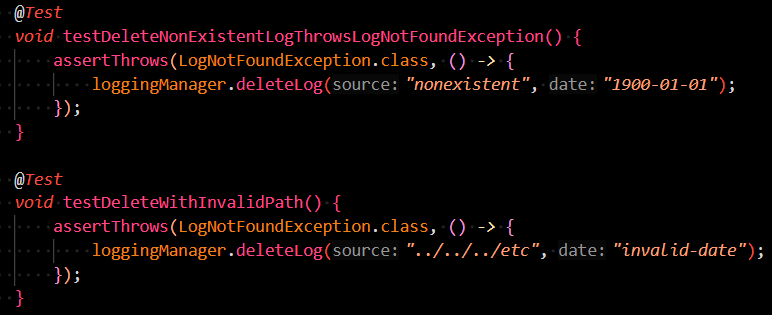 @Test
void testDeleteNonExistentLogThrowsLogNotFoundException() {
    assertThrows(LogNotFoundException.class, () -> {
        loggingManager.deleteLog(source: "nonexistent", date: "1900-01-01");
    });
}

@Test
void testDeleteWithInvalidPath() {
    assertThrows(LogNotFoundException.class, () -> {
        loggingManager.deleteLog(source: "../../../etc", date: "invalid-date");
    });
}